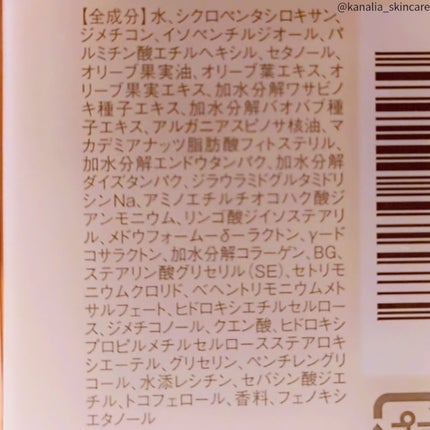 @kanalia_skincare
【全成分】水、シクロペンタシロキサン、
ジメチコン、イソペンチルジオール、パ
ルミチン酸エチルヘキシル、セタノール、
オリーブ果実油、オリーブ葉エキス、オ
リーブ果実エキス、加水分解ワサビノ
キ種子エキス、加水分解バオバブ種
子エキス、アルガニアスピノサ核油、マ
カデミアナッツ脂肪酸フィトステリル、
加水分解エンドウタンパク、加水分解
ダイズタンパク、ジラウラミドグルタミドリ
シンNa、アミノエチルチオコハク酸ジ
アンモニウム、リンゴ酸ジイソステアリ
ル、メドウフォーム－δ－ラクトン、γ－ド
コサラクトン、加水分解コラーゲン、BG、
ステアリン酸グリセリル（SE）、セトリモ
ニウムクロリド、ベヘントリモニウムメト
サルフェート、ヒドロキシエチルセルロー
ス、ジメチコノール、クエン酸、ヒドロキシ
プロピルメチルセルロースステアロキ
シエーテル、グリセリン、ペンチレングリ
コール、水添レシチン、セバシン酸ジエ
チル、トコフェロール、香料、フェノキシ
エタノール
プ